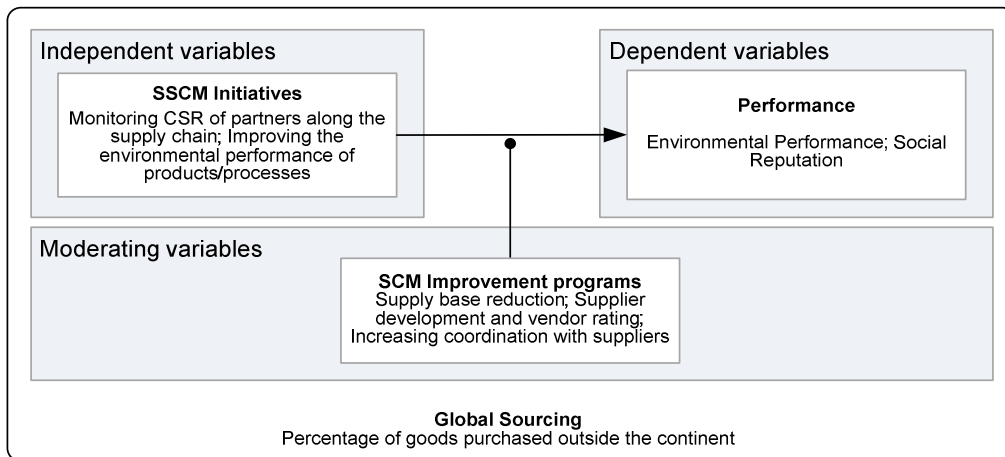 Independent variables
SSCM Initiatives
Monitoring CSR of partners along the
supply chain; Improving the
environmental performance of
products/processes
Dependent variables
Performance
Environmental Performance; Social
Reputation
Moderating variables
SCM Improvement programs
Supply base reduction; Supplier
development and vendor rating;
Increasing coordination with suppliers
Global Sourcing
Percentage of goods purchased outside the continent